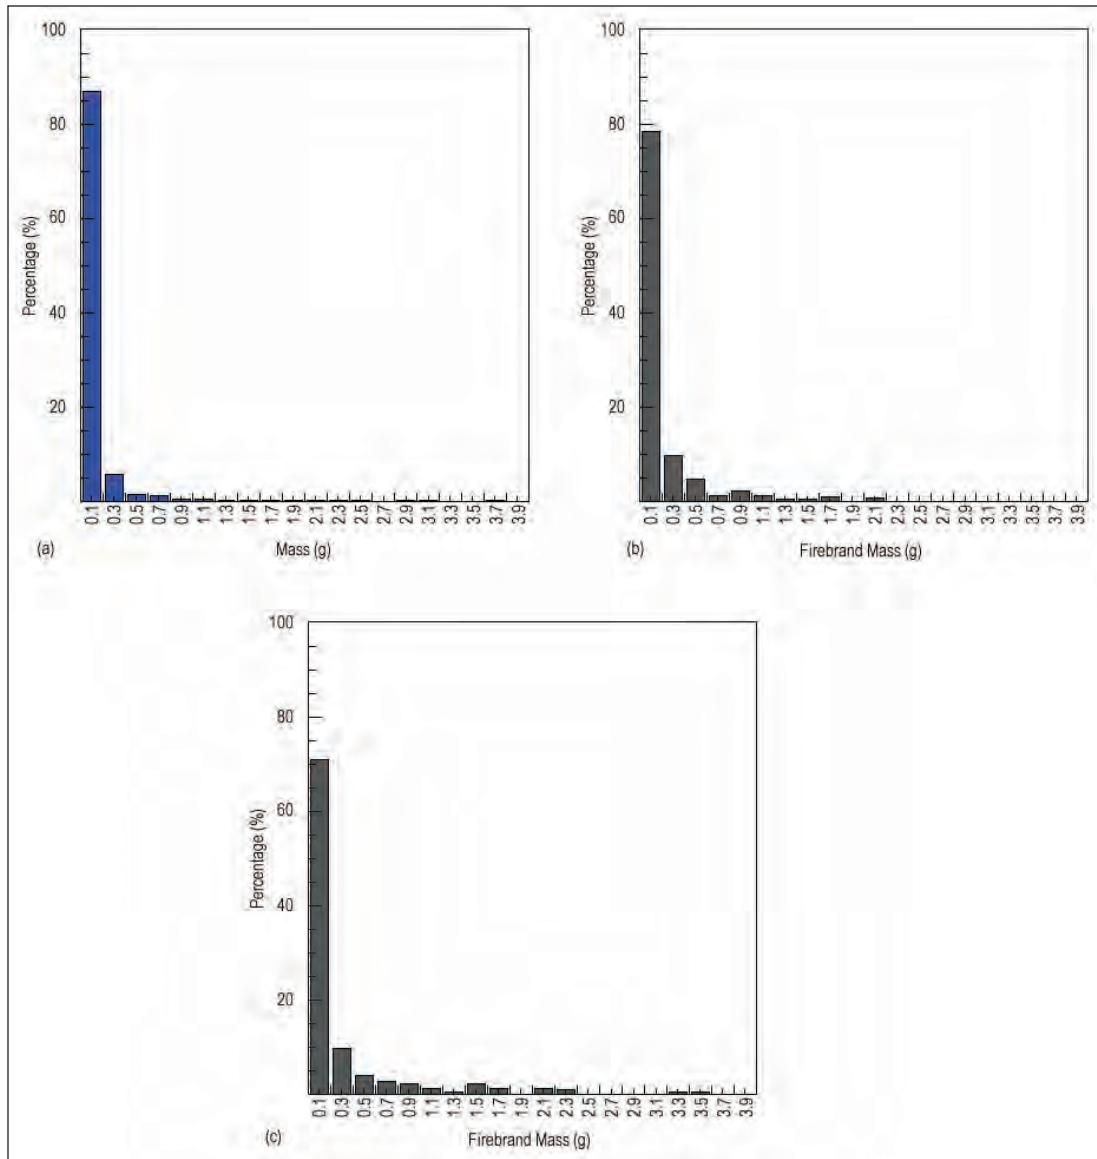 100
80
60
40
20
Percentage (%)
0.1 0.3 0.5 0.7 0.9 1.1 1.3 1.5 1.7 1.9 2.1 2.3 2.5 2.7 2.9 3.1 3.3 3.5 3.7 3.9
(a)
Mass (g)
100
80
60
40
20
Percentage (%)
0.1 0.3 0.5 0.7 0.9 1.1 1.3 1.5 1.7 1.9 2.1 2.3 2.5 2.7 2.9 3.1 3.3 3.5 3.7 3.9
(b)
Firebrand Mass (g)
100
80
60
40
20
Percentage (%)
0.1 0.3 0.5 0.7 0.9 1.1 1.3 1.5 1.7 1.9 2.1 2.3 2.5 2.7 2.9 3.1 3.3 3.5 3.7 3.9
(c)
Firebrand Mass (g)